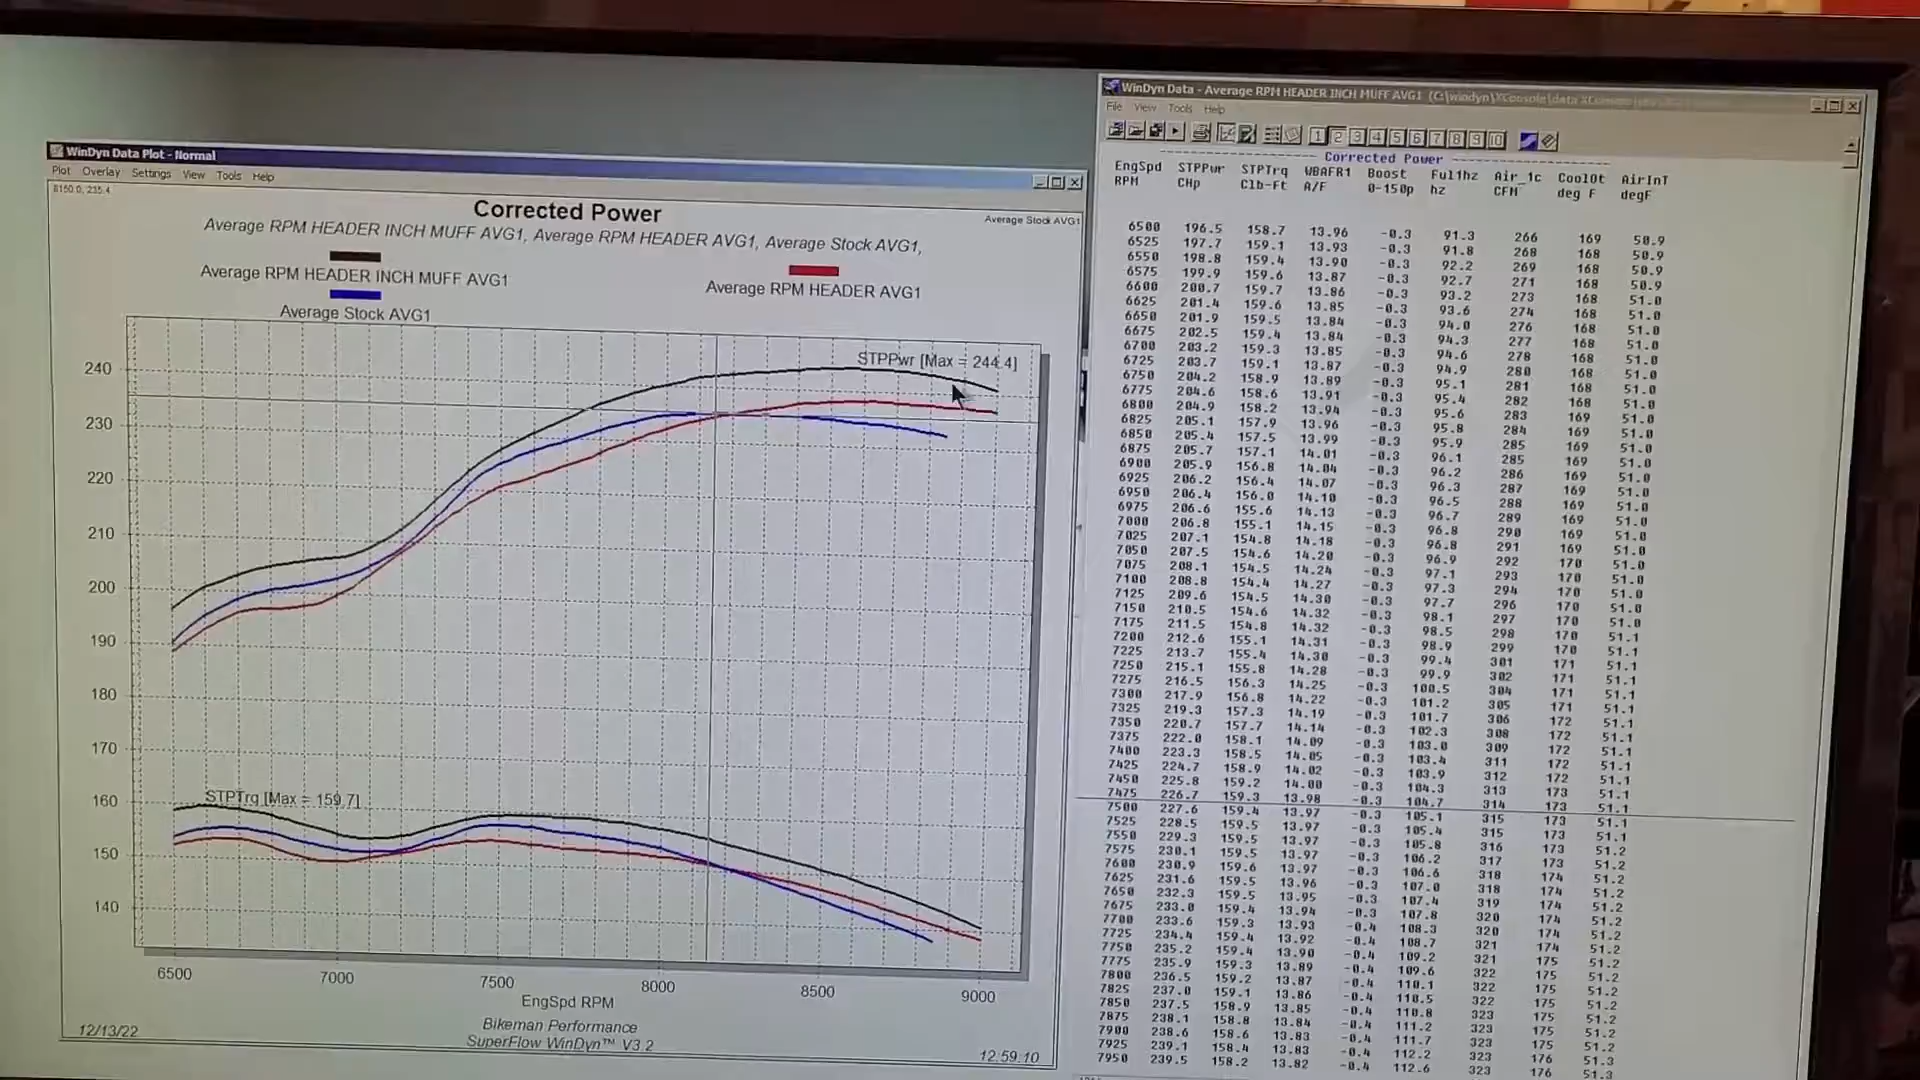 WinDyn Data Plot - Normal
Plot Overlay Settings View Tools Help
8150.0, 235.4
Corrected Power
Average Stock AVG1
Average RPM HEADER INCH MUFF AVG1, Average RPM HEADER AVG1, Average Stock AVG1,
Average RPM HEADER INCH MUFF AVG1
Average RPM HEADER AVG1
Average Stock AVG1
STPPwr [Max = 244.4]
240
230
220
210
200
190
180
170
160
150
140
STPTrq [Max = 159.7]
6500 7000 7500 8000 8500 9000
EngSpd RPM
Bikeman Performance
SuperFlow WinDyn™ V3.2
12/13/22
12:59:10
WinDyn Data - Average RPM HEADER INCH MUFF AVG1
File View Tools Help
1 2 3 4 5 6 7 8 9 10
Corrected Power
EngSpd STPPwr STPTrq WBAFR1 Boost Ful1hz Air_1c CoolOt AirInT
RPM CHp Clb-Ft A/F 0-150p hz CFM deg F degF
6500 196.5 158.7 13.96 -0.3 91.3 266 169 50.9
6525 197.7 159.1 13.93 -0.3 91.8 268 168 50.9
6550 198.8 159.4 13.90 -0.3 92.2 269 168 50.9
6575 199.9 159.6 13.87 -0.3 92.7 271 168 50.9
6600 200.7 159.7 13.86 -0.3 93.2 273 168 51.0
6625 201.4 159.6 13.85 -0.3 93.6 274 168 51.0
6650 201.9 159.5 13.84 -0.3 94.0 276 168 51.0
6675 202.5 159.4 13.84 -0.3 94.3 277 168 51.0
6700 203.2 159.3 13.85 -0.3 94.6 278 168 51.0
6725 203.7 159.1 13.87 -0.3 94.9 280 168 51.0
6750 204.2 158.9 13.89 -0.3 95.1 281 168 51.0
6775 204.6 158.6 13.91 -0.3 95.4 282 168 51.0
6800 204.9 158.2 13.94 -0.3 95.6 283 169 51.0
6825 205.1 157.9 13.96 -0.3 95.8 284 169 51.0
6850 205.4 157.5 13.99 -0.3 95.9 285 169 51.0
6875 205.7 157.1 14.01 -0.3 96.1 285 169 51.0
6900 205.9 156.8 14.04 -0.3 96.2 286 169 51.0
6925 206.2 156.4 14.07 -0.3 96.3 287 169 51.0
6950 206.4 156.0 14.10 -0.3 96.5 288 169 51.0
6975 206.6 155.6 14.13 -0.3 96.7 289 169 51.0
7000 206.8 155.1 14.15 -0.3 96.8 290 169 51.0
7025 207.1 154.8 14.18 -0.3 96.8 291 169 51.0
7050 207.5 154.6 14.20 -0.3 96.9 292 170 51.0
7075 208.1 154.5 14.24 -0.3 97.1 293 170 51.0
7100 208.8 154.4 14.27 -0.3 97.3 294 170 51.0
7125 209.6 154.5 14.30 -0.3 97.7 296 170 51.0
7150 210.5 154.6 14.32 -0.3 98.1 297 170 51.0
7175 211.5 154.8 14.32 -0.3 98.5 298 170 51.1
7200 212.6 155.1 14.31 -0.3 98.9 299 170 51.1
7225 213.7 155.4 14.30 -0.3 99.4 301 171 51.1
7250 215.1 155.8 14.28 -0.3 99.9 302 171 51.1
7275 216.5 156.3 14.25 -0.3 100.5 304 171 51.1
7300 217.9 156.8 14.22 -0.3 101.2 305 171 51.1
7325 219.3 157.3 14.19 -0.3 101.7 306 172 51.1
7350 220.7 157.7 14.14 -0.3 102.3 308 172 51.1
7375 222.0 158.1 14.09 -0.3 103.0 309 172 51.1
7400 223.3 158.5 14.05 -0.3 103.4 311 172 51.1
7425 224.7 158.9 14.02 -0.3 103.9 312 172 51.1
7450 225.8 159.2 14.00 -0.3 104.3 313 173 51.1
7475 226.7 159.3 13.98 -0.3 104.7 314 173 51.1
7500 227.6 159.4 13.97 -0.3 105.1 315 173 51.1
7525 228.5 159.5 13.97 -0.3 105.4 315 173 51.1
7550 229.3 159.5 13.97 -0.3 105.8 316 173 51.2
7575 230.1 159.5 13.97 -0.3 106.2 317 173 51.2
7600 230.9 159.6 13.97 -0.3 106.6 318 174 51.2
7625 231.6 159.5 13.96 -0.3 107.0 318 174 51.2
7650 232.3 159.5 13.95 -0.3 107.4 319 174 51.2
7675 233.0 159.4 13.94 -0.3 107.8 320 174 51.2
7700 233.6 159.3 13.93 -0.4 108.3 320 174 51.2
7725 234.4 159.4 13.92 -0.4 108.7 321 174 51.2
7750 235.2 159.4 13.90 -0.4 109.2 321 175 51.2
7775 235.9 159.3 13.89 -0.4 109.6 322 175 51.2
7800 236.5 159.2 13.87 -0.4 110.1 322 175 51.2
7825 237.0 159.1 13.86 -0.4 110.5 322 175 51.2
7850 237.5 158.9 13.85 -0.4 110.8 323 175 51.2
7875 238.1 158.8 13.84 -0.4 111.2 323 175 51.2
7900 238.6 158.6 13.83 -0.4 111.7 323 175 51.2
7925 239.1 158.4 13.83 -0.4 112.2 323 176 51.3
7950 239.5 158.2 13.82 -0.4 112.6 323 176 51.3